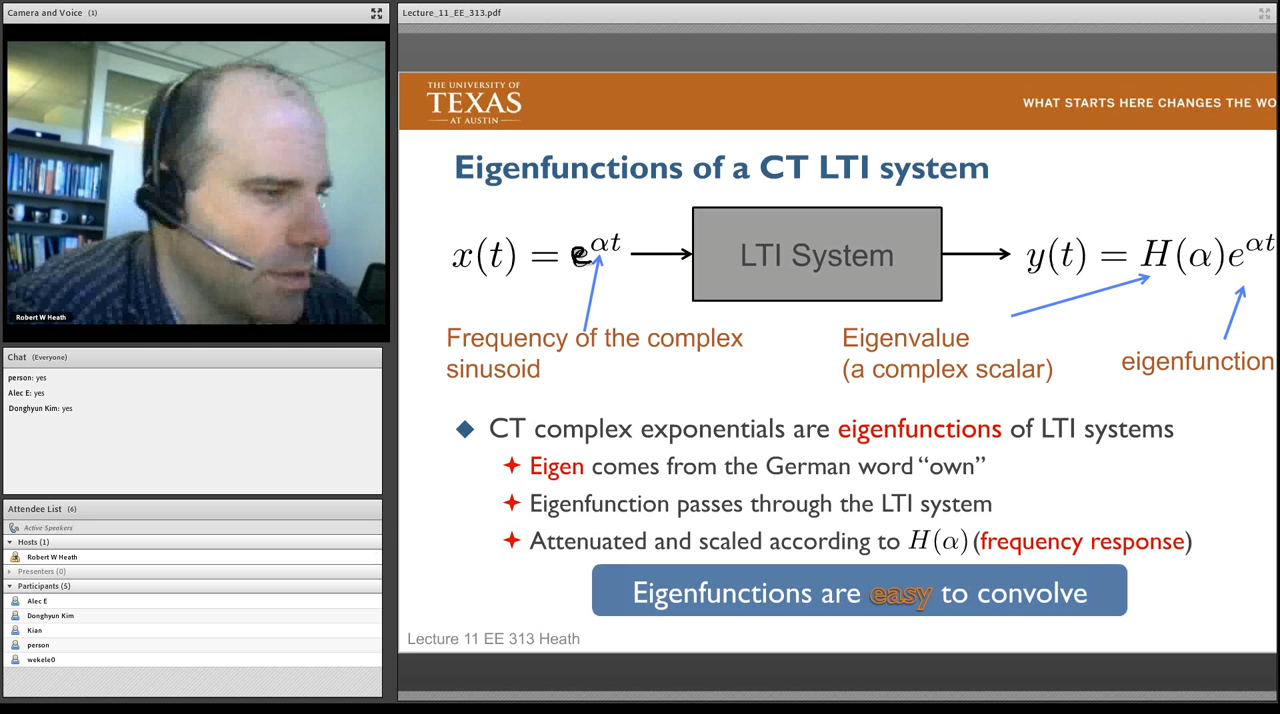 Camera and Voice (1)
Robert W Heath
Chat (Everyone)
person: yes
Alec E: yes
Donghyun Kim: yes
Attendee List (6)
Active Speakers
Hosts (1)
Robert W Heath
Presenters (0)
Participants (5)
Alec E
Donghyun Kim
Kian
person
wekele0
Lecture_11_EE_313.pdf
THE UNIVERSITY OF
TEXAS
AT AUSTIN
WHAT STARTS HERE CHANGES THE WO
Eigenfunctions of a CT LTI system
x(t) = e^{αt}
LTI System
y(t) = H(α)e^{αt}
Frequency of the complex
sinusoid
Eigenvalue
(a complex scalar)
eigenfunction
CT complex exponentials are eigenfunctions of LTI systems
Eigen comes from the German word “own”
Eigenfunction passes through the LTI system
Attenuated and scaled according to H(α) (frequency response)
Eigenfunctions are easy to convolve
Lecture 11 EE 313 Heath